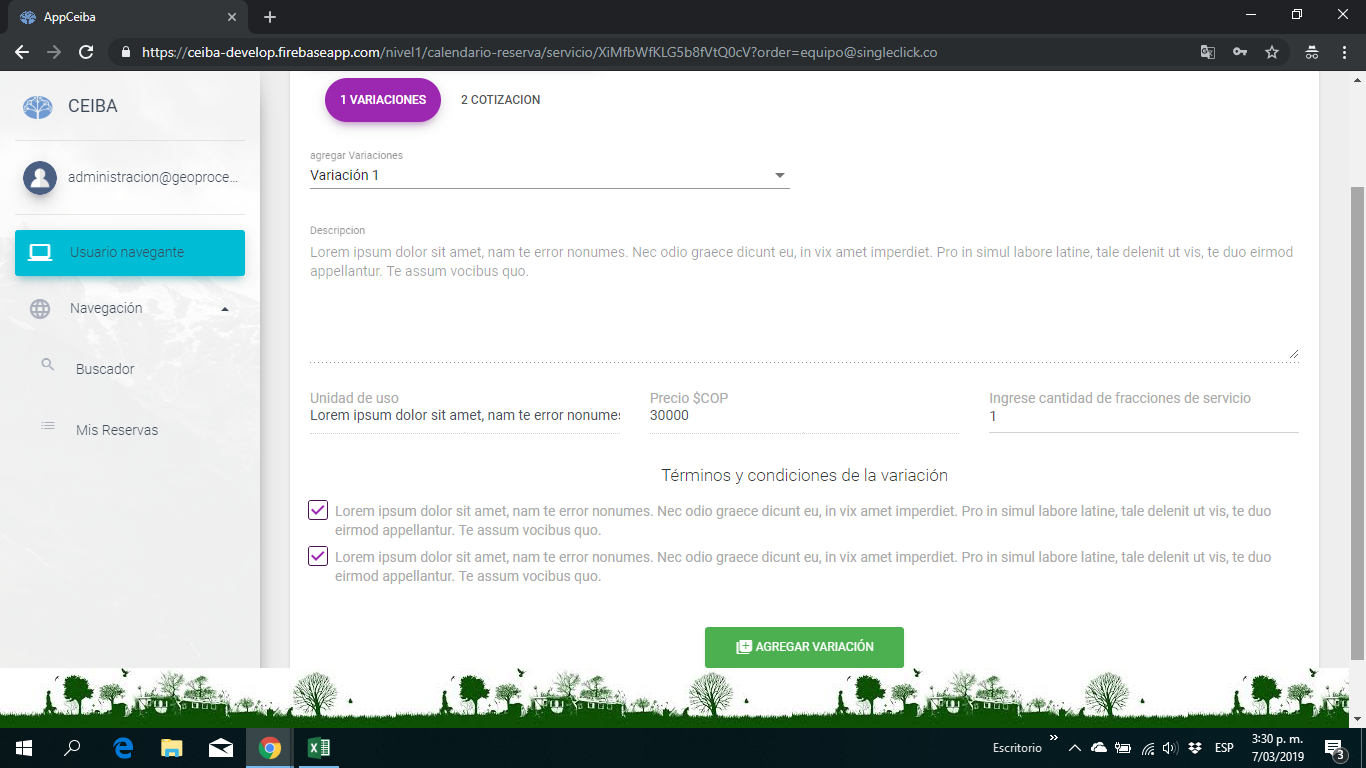 AppCeiba
https://ceiba-develop.firebaseapp.com/nivel1/calendario-reserva/servicio/XiMfbWfKLG5b8fVtQ0cV?order=equipo@singleclick.co
CEIBA
administracion@geoproce...
Usuario navegante
Navegación
Buscador
Mis Reservas
1 VARIACIONES
2 COTIZACION
agregar Variaciones
Variación 1
Descripcion
Lorem ipsum dolor sit amet, nam te error nonumes. Nec odio graece dicunt eu, in vix amet imperdiet. Pro in simul labore latine, tale delenit ut vis, te duo eirmod
appellantur. Te assum vocibus quo.
Unidad de uso
Lorem ipsum dolor sit amet, nam te error nonumes
Precio $COP
30000
Ingrese cantidad de fracciones de servicio
1
Términos y condiciones de la variación
Lorem ipsum dolor sit amet, nam te error nonumes. Nec odio graece dicunt eu, in vix amet imperdiet. Pro in simul labore latine, tale delenit ut vis, te duo
eirmod appellantur. Te assum vocibus quo.
Lorem ipsum dolor sit amet, nam te error nonumes. Nec odio graece dicunt eu, in vix amet imperdiet. Pro in simul labore latine, tale delenit ut vis, te duo
eirmod appellantur. Te assum vocibus quo.
AGREGAR VARIACIÓN
Escritorio
ESP
3:30 p. m.
7/03/2019
3